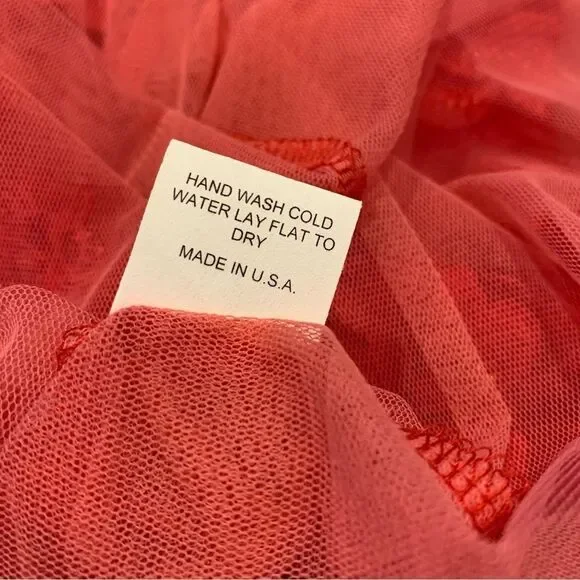 HAND WASH COLD
WATER LAY FLAT TO
DRY
MADE IN U.S.A.